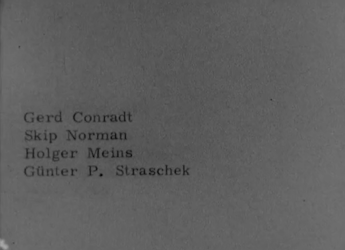 Gerd Conradt
Skip Norman
Holger Meins
Günter P. Straschek